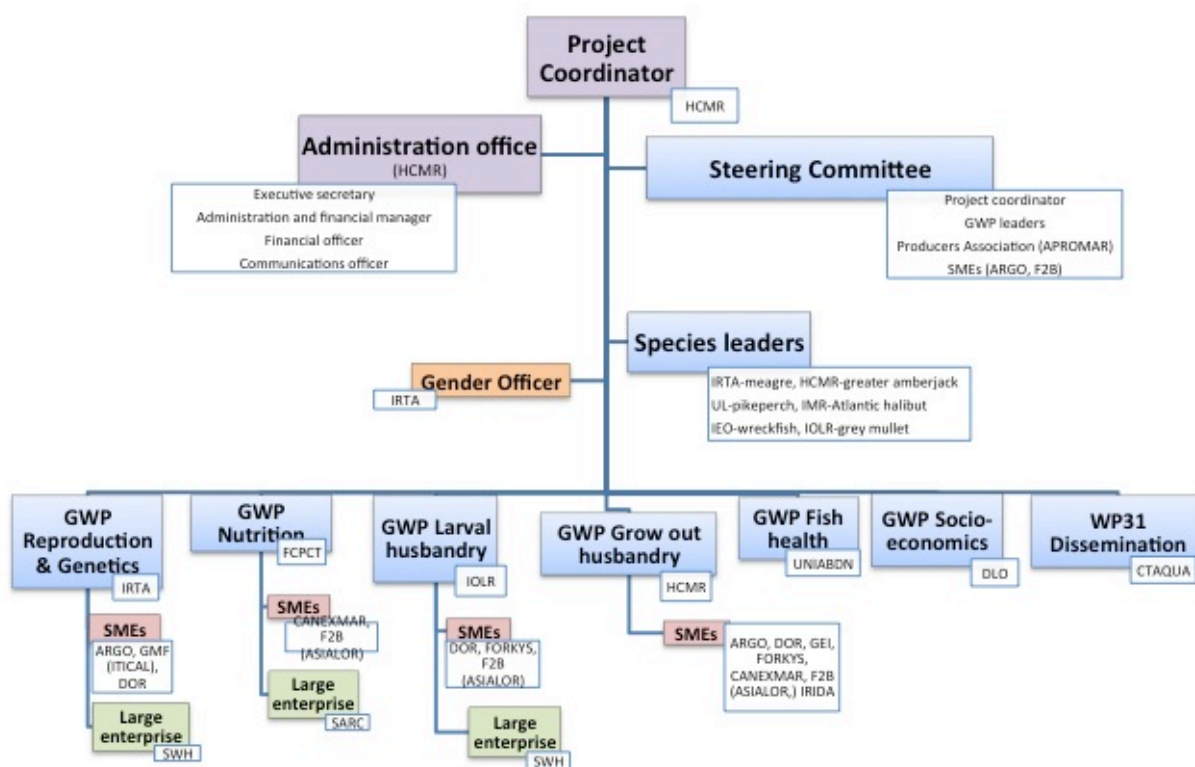 Project
Coordinator
HCMR
Administration office
(HCMR)
Executive secretary
Administration and financial manager
Financial officer
Communications officer
Steering Committee
Project coordinator
GWP leaders
Producers Association (APROMAR)
SMEs (ARGO, F2B)
Species leaders
IRTA-meagre, HCMR-greater amberjack
UL-pikeperch, IMR-Atlantic halibut
IEO-wreckfish, IOLR-grey mullet
Gender Officer
IRTA
GWP
Reproduction
& Genetics
IRTA
SMEs
ARGO, GMF
(ITICAL),
DOR
Large
enterprise
SWH
GWP
Nutrition
FCPCT
SMEs
CANEXMAR,
F2B
(ASIALOR)
Large
enterprise
SARC
GWP Larval
husbandry
IOLR
SMEs
DOR, FORKYS,
F2B
(ASIALOR)
Large
enterprise
SWH
GWP Grow out
husbandry
HCMR
SMEs
ARGO, DOR, GEI,
FORKYS,
CANEXMAR, F2B
(ASIALOR,) IRIDA
GWP Fish
health
UNIABDN
GWP Socio-
economics
DLO
WP31
Dissemination
CTAQUA